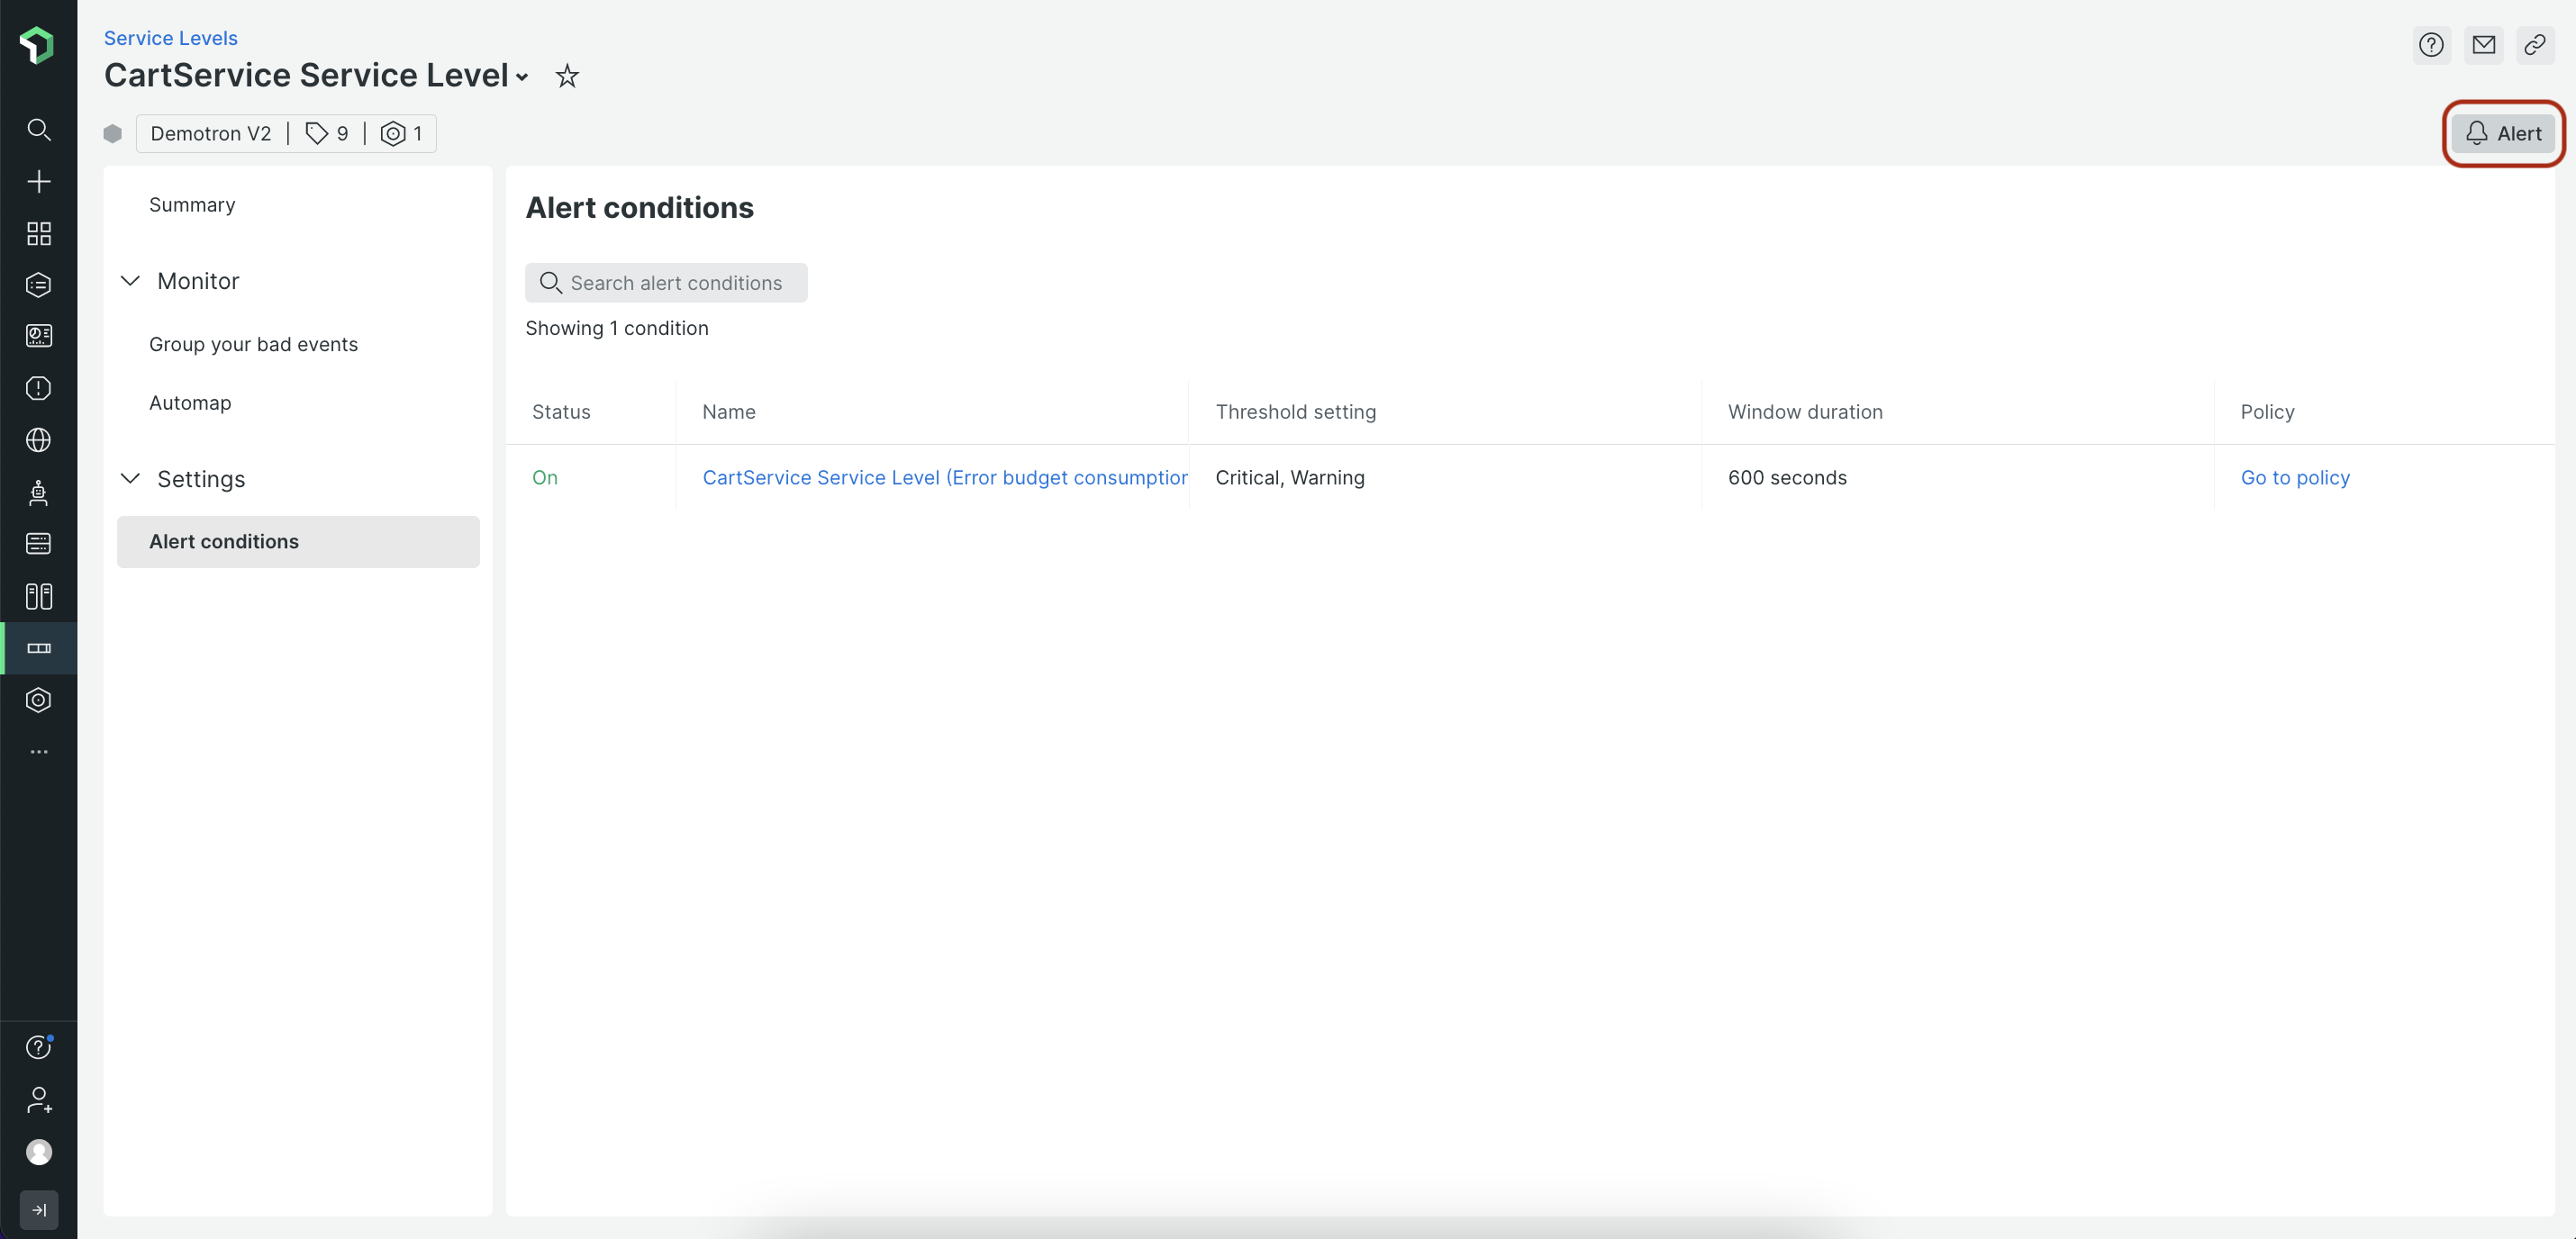 Service Levels
CartService Service Level
Demotron V2 | 9 | 1
Alert
Summary
Monitor
Group your bad events
Automap
Settings
Alert conditions
Alert conditions
Search alert conditions
Showing 1 condition
Status Name Threshold setting Window duration Policy
On CartService Service Level (Error budget consumption Critical, Warning 600 seconds Go to policy